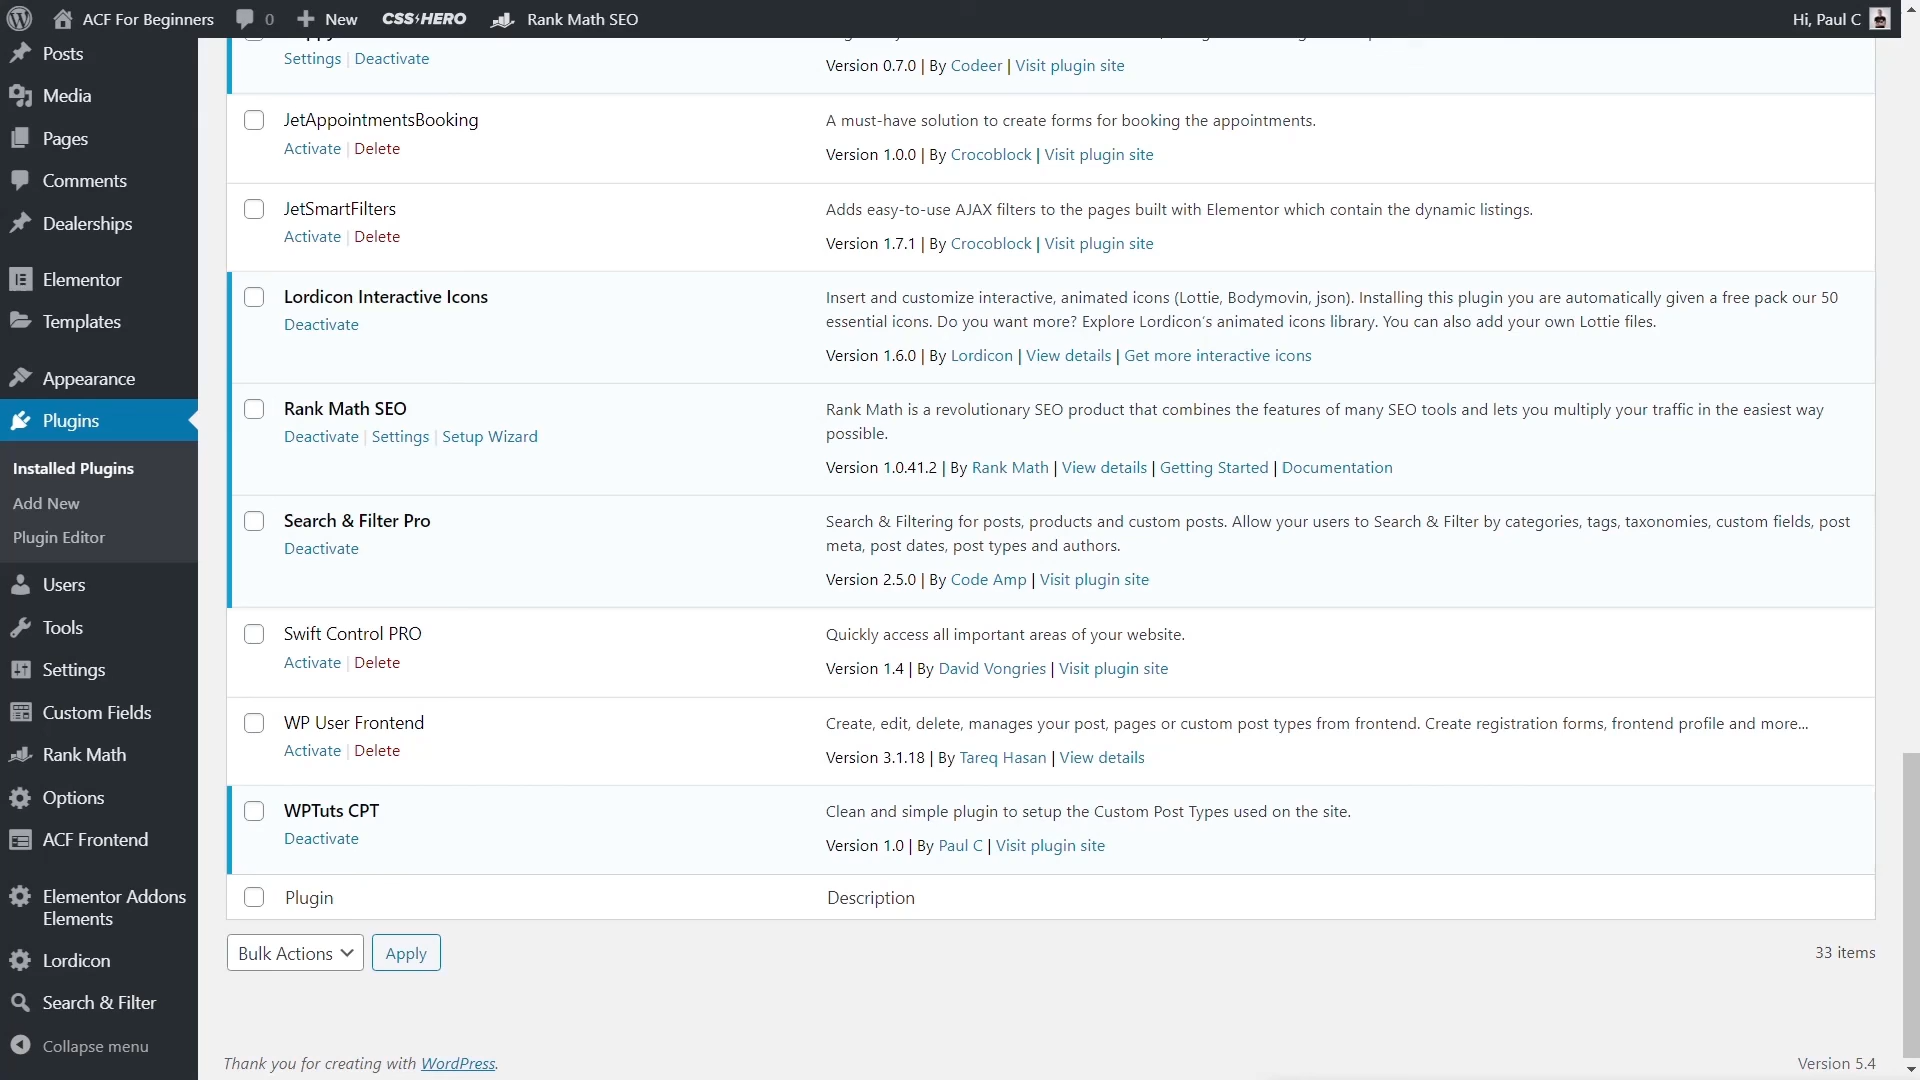 ACF For Beginners
0
New
CSS HERO
Rank Math SEO
Hi, Paul C
Posts
Media
Pages
Comments
Dealerships
Elementor
Templates
Appearance
Plugins
Installed Plugins
Add New
Plugin Editor
Users
Tools
Settings
Custom Fields
Rank Math
Options
ACF Frontend
Elementor Addons
Elements
Lordicon
Search & Filter
Collapse menu
Settings | Deactivate
Version 0.7.0 | By Codeer | Visit plugin site
JetAppointmentsBooking
Activate | Delete
A must-have solution to create forms for booking the appointments.
Version 1.0.0 | By Crocoblock | Visit plugin site
JetSmartFilters
Activate | Delete
Adds easy-to-use AJAX filters to the pages built with Elementor which contain the dynamic listings.
Version 1.7.1 | By Crocoblock | Visit plugin site
Lordicon Interactive Icons
Deactivate
Insert and customize interactive, animated icons (Lottie, Bodymovin, json). Installing this plugin you are automatically given a free pack our 50
essential icons. Do you want more? Explore Lordicon's animated icons library. You can also add your own Lottie files.
Version 1.6.0 | By Lordicon | View details | Get more interactive icons
Rank Math SEO
Deactivate | Settings | Setup Wizard
Rank Math is a revolutionary SEO product that combines the features of many SEO tools and lets you multiply your traffic in the easiest way
possible.
Version 1.0.41.2 | By Rank Math | View details | Getting Started | Documentation
Search & Filter Pro
Deactivate
Search & Filtering for posts, products and custom posts. Allow your users to Search & Filter by categories, tags, taxonomies, custom fields, post
meta, post dates, post types and authors.
Version 2.5.0 | By Code Amp | Visit plugin site
Swift Control PRO
Activate | Delete
Quickly access all important areas of your website.
Version 1.4 | By David Vongries | Visit plugin site
WP User Frontend
Activate | Delete
Create, edit, delete, manages your post, pages or custom post types from frontend. Create registration forms, frontend profile and more...
Version 3.1.18 | By Tareq Hasan | View details
WPTuts CPT
Deactivate
Clean and simple plugin to setup the Custom Post Types used on the site.
Version 1.0 | By Paul C | Visit plugin site
Plugin
Description
Bulk Actions
Apply
33 items
Thank you for creating with WordPress.
Version 5.4